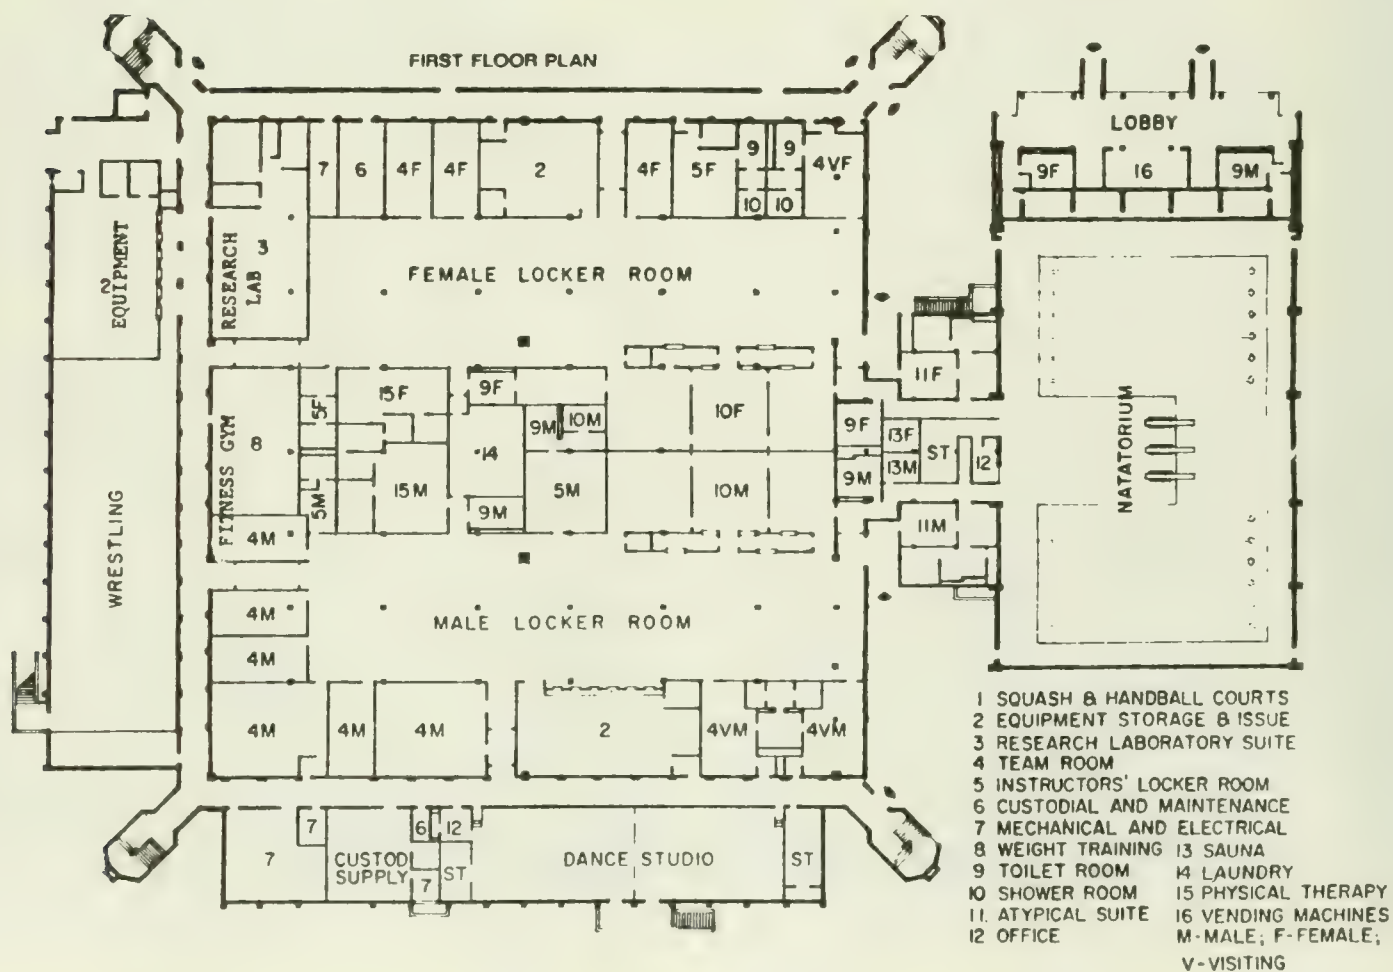 FIRST FLOOR PLAN
LOBBY
9F 16 9M
7 6 4F 4F 2 4F 5F 9 9 4VF
10 10
2 EQUIPMENT
RESEARCH LAB 3
FEMALE LOCKER ROOM
11F
FITNESS GYM 8
5F 15F 9F 9M 10M 10F 9F 13F ST 12
NATATORIUM
14
5M 15M 9M 5M 10M 9M 13M
4M
11M
WRESTLING
4M
MALE LOCKER ROOM
4M
4M 4M 4M 2 4VM 4VM
7 7 CUSTOD SUPPLY 6 12 7 ST DANCE STUDIO ST
1 SQUASH & HANDBALL COURTS
2 EQUIPMENT STORAGE & ISSUE
3 RESEARCH LABORATORY SUITE
4 TEAM ROOM
5 INSTRUCTORS' LOCKER ROOM
6 CUSTODIAL AND MAINTENANCE
7 MECHANICAL AND ELECTRICAL
8 WEIGHT TRAINING 13 SAUNA
9 TOILET ROOM 14 LAUNDRY
10 SHOWER ROOM 15 PHYSICAL THERAPY
11. ATYPICAL SUITE 16 VENDING MACHINES
12 OFFICE M-MALE; F-FEMALE;
V-VISITING